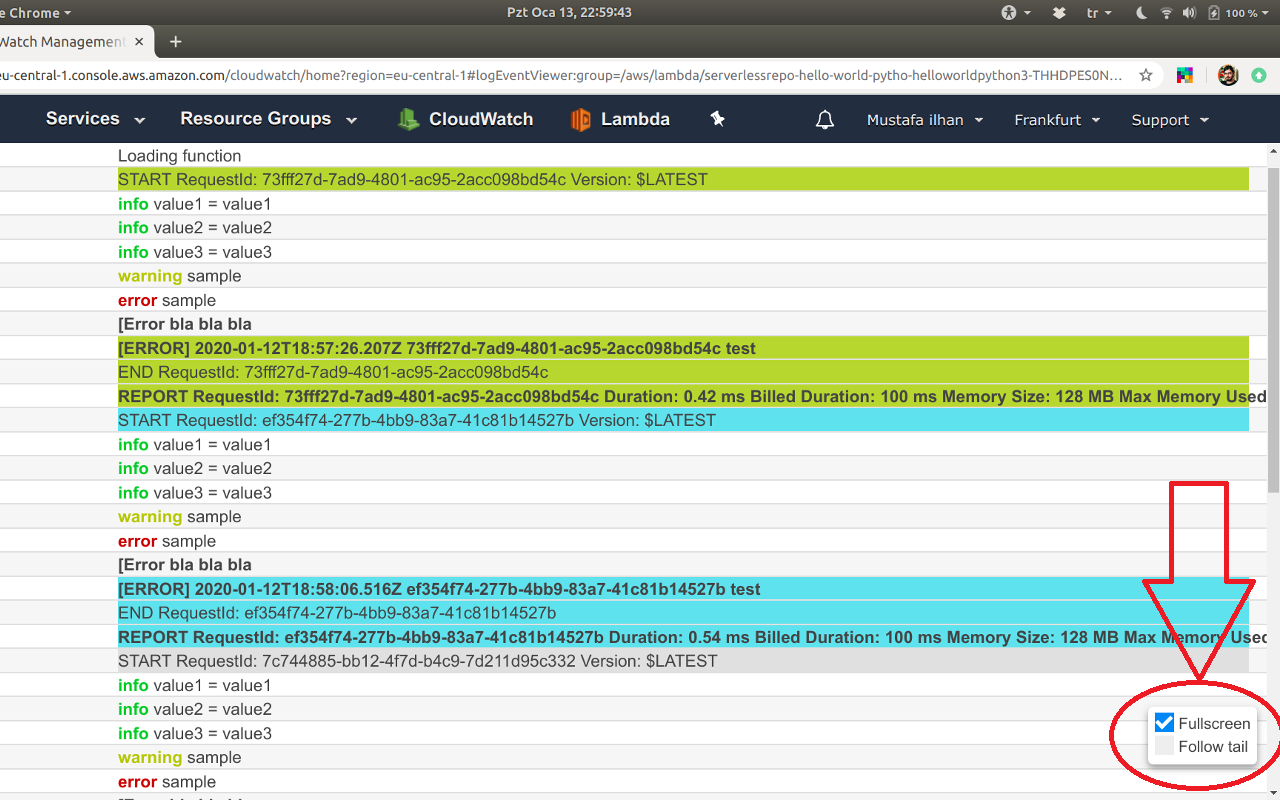 e Chrome
Pzt Oca 13, 22:59:43
tr
100 %
Watch Management
eu-central-1.console.aws.amazon.com/cloudwatch/home?region=eu-central-1#logEventViewer:group=/aws/lambda/serverlessrepo-hello-world-pytho-helloworldpython3-THHDPES0N...
Services Resource Groups CloudWatch Lambda Mustafa ilhan Frankfurt Support
Loading function
START RequestId: 73fff27d-7ad9-4801-ac95-2acc098bd54c Version: $LATEST
info value1 = value1
info value2 = value2
info value3 = value3
warning sample
error sample
[Error bla bla bla
[ERROR] 2020-01-12T18:57:26.207Z 73fff27d-7ad9-4801-ac95-2acc098bd54c test
END RequestId: 73fff27d-7ad9-4801-ac95-2acc098bd54c
REPORT RequestId: 73fff27d-7ad9-4801-ac95-2acc098bd54c Duration: 0.42 ms Billed Duration: 100 ms Memory Size: 128 MB Max Memory Used
START RequestId: ef354f74-277b-4bb9-83a7-41c81b14527b Version: $LATEST
info value1 = value1
info value2 = value2
info value3 = value3
warning sample
error sample
[Error bla bla bla
[ERROR] 2020-01-12T18:58:06.516Z ef354f74-277b-4bb9-83a7-41c81b14527b test
END RequestId: ef354f74-277b-4bb9-83a7-41c81b14527b
REPORT RequestId: ef354f74-277b-4bb9-83a7-41c81b14527b Duration: 0.54 ms Billed Duration: 100 ms Memory Size: 128 MB Max Memory Used
START RequestId: 7c744885-bb12-4f7d-b4c9-7d211d95c332 Version: $LATEST
info value1 = value1
info value2 = value2
info value3 = value3
warning sample
error sample
Fullscreen
Follow tail